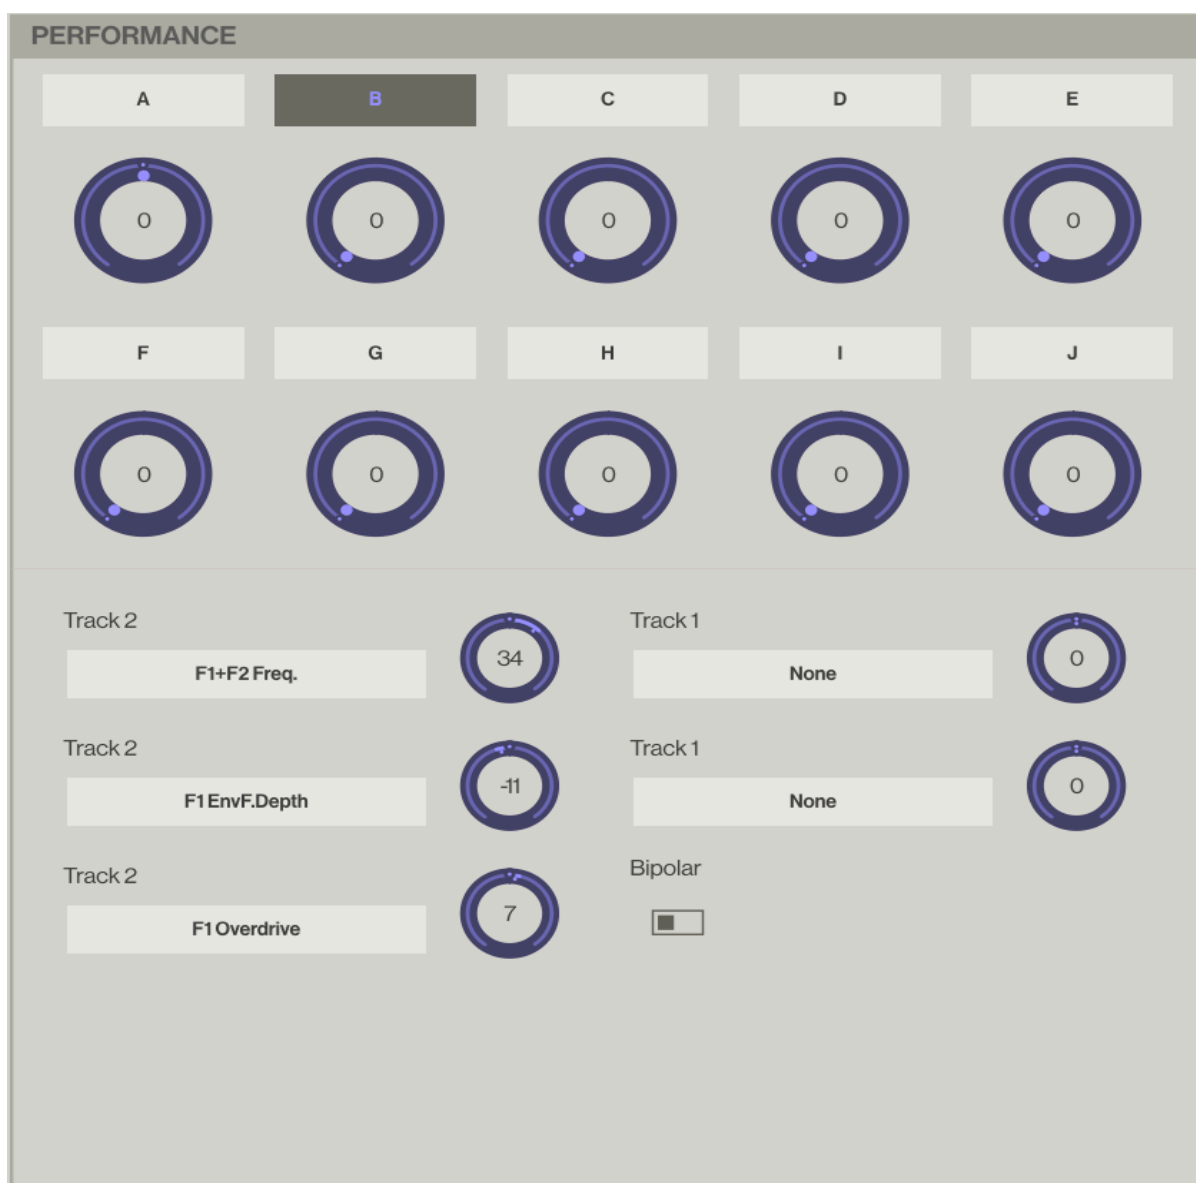 PERFORMANCE
A B C D E
0 0 0 0 0
F G H I J
0 0 0 0 0
Track 2
F1+F2 Freq.
34
Track 1
None
0
Track 2
F1 EnvF.Depth
-11
Track 1
None
0
Track 2
F1 Overdrive
7
Bipolar